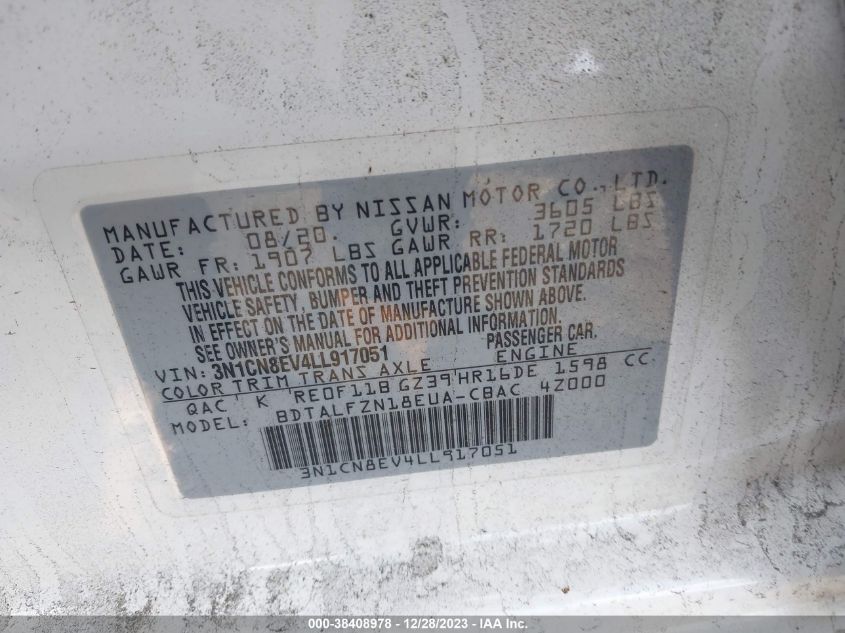 MANUFACTURED BY NISSAN MOTOR CO., LTD.
DATE: 08/20. GVWR: 3605 LBS
GAWR FR: 1907 LBS GAWR RR: 1720 LBS
THIS VEHICLE CONFORMS TO ALL APPLICABLE FEDERAL MOTOR
VEHICLE SAFETY, BUMPER AND THEFT PREVENTION STANDARDS
IN EFFECT ON THE DATE OF MANUFACTURE SHOWN ABOVE.
SEE OWNER'S MANUAL FOR ADDITIONAL INFORMATION.
VIN: 3N1CN8EV4LL917051 PASSENGER CAR.
COLOR TRIM TRANS AXLE ENGINE
QAC K RE0F11B GZ39 HR16DE 1598 CC
MODEL: BDTALFZN18EUA-CBAC 4Z000
3N1CN8EV4LL917051
000-38408978 - 12/28/2023 - IAAI.com